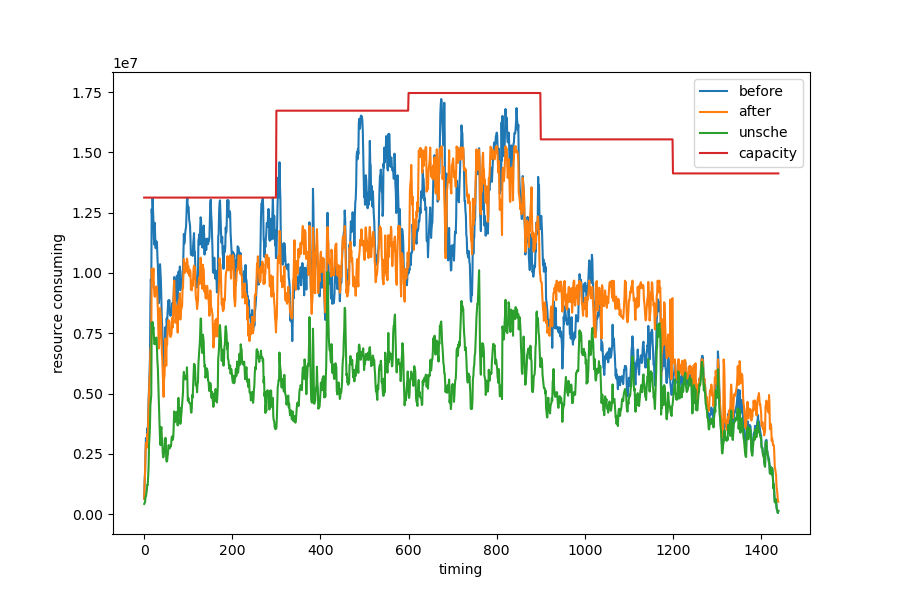 1e7
1.75
1.50
1.25
1.00
0.75
0.50
0.25
0.00
resource consuming
before
after
unsche
capacity
0 200 400 600 800 1000 1200 1400
timing